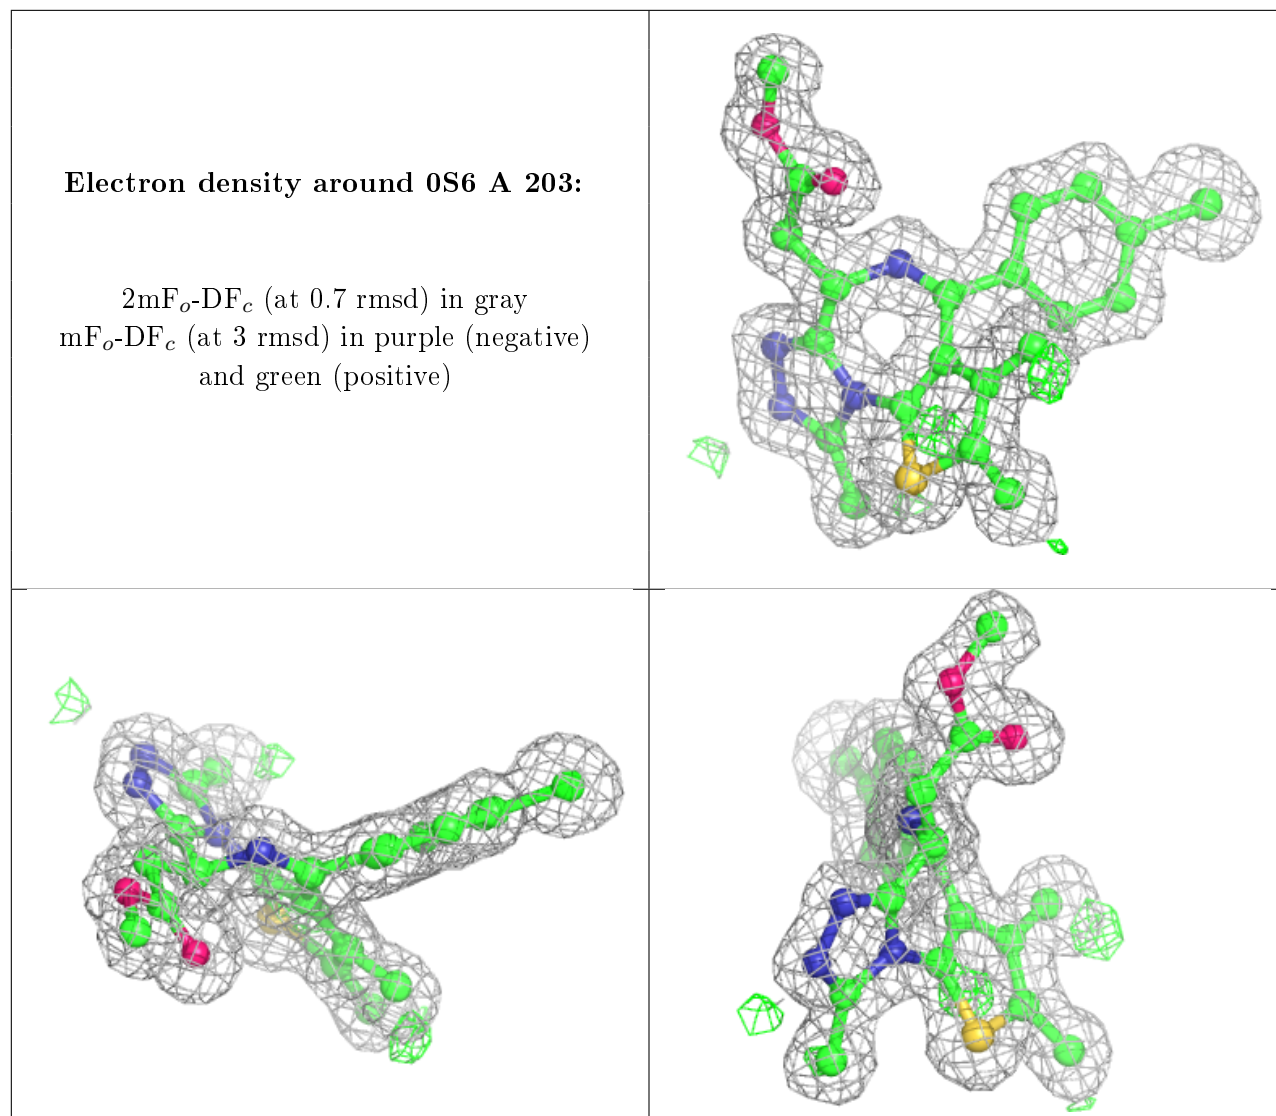 Electron density around 0S6 A 203:
2mFo-DFc (at 0.7 rmsd) in gray
mFo-DFc (at 3 rmsd) in purple (negative)
and green (positive)